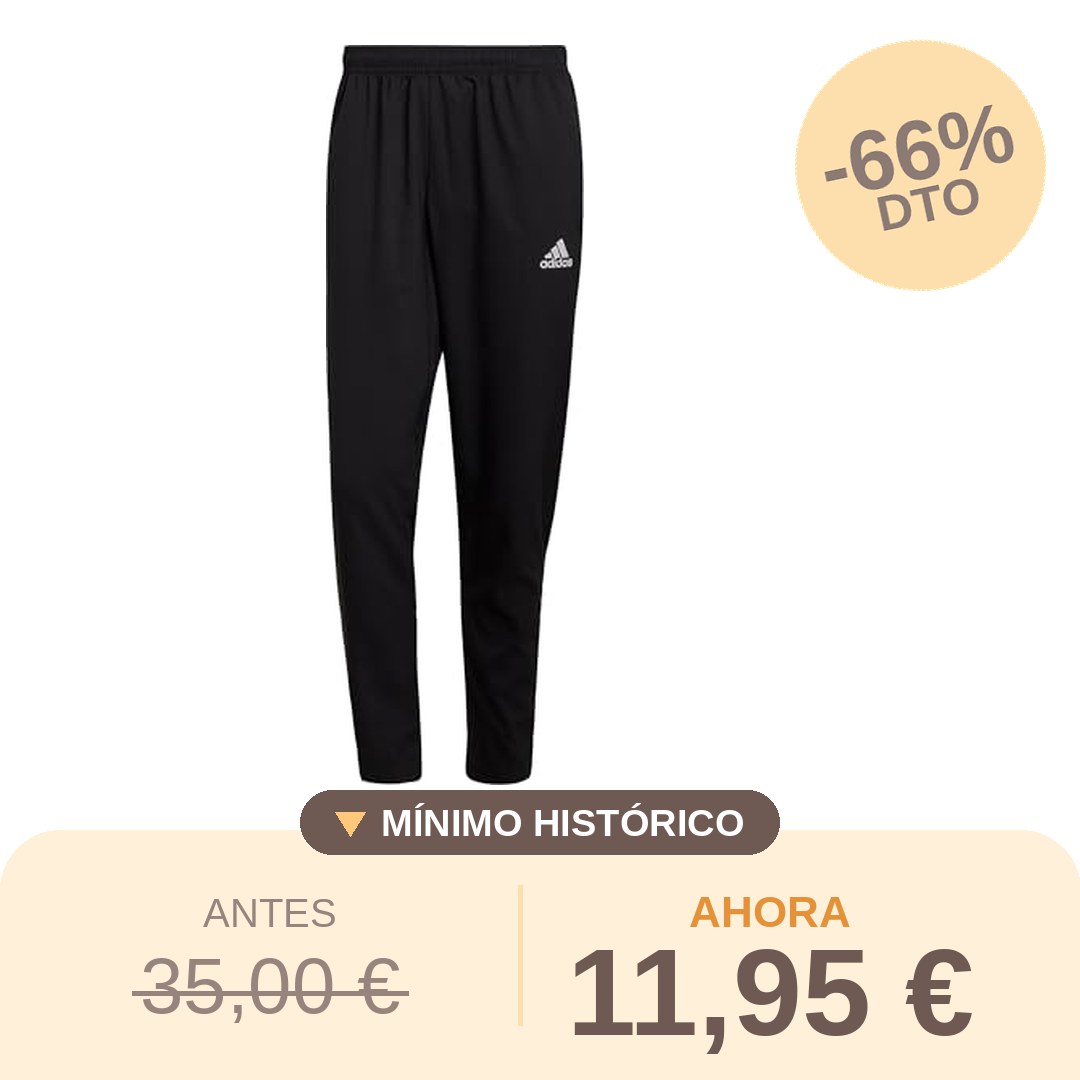 -66%
DTO
adidas
MÍNIMO HISTÓRICO
ANTES
35,00 €
AHORA
11,95 €